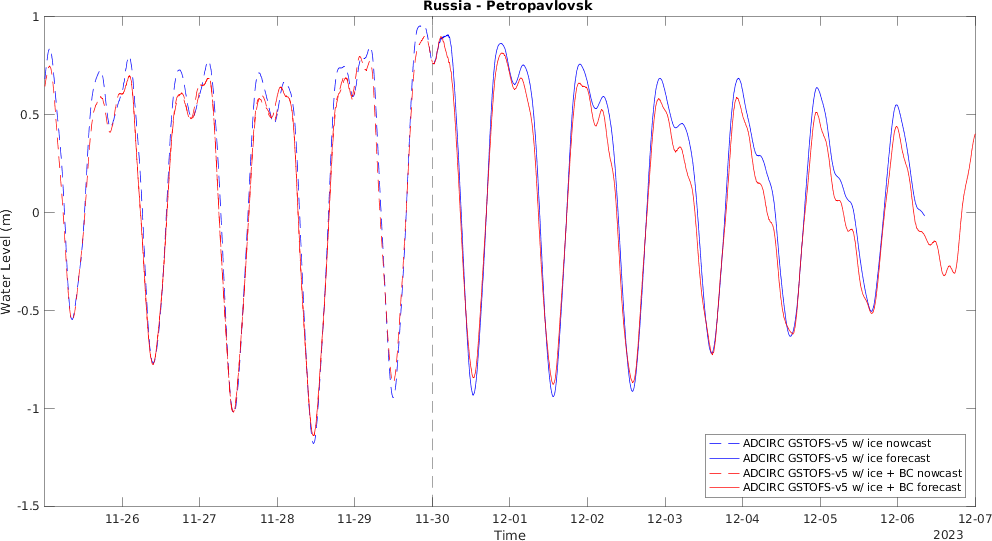 Russia - Petropavlovsk
1
0.5
0
-0.5
-1
-1.5
Water Level (m)
ADCIRC GSTOFS-v5 w/ ice nowcast
ADCIRC GSTOFS-v5 w/ ice forecast
ADCIRC GSTOFS-v5 w/ ice + BC nowcast
ADCIRC GSTOFS-v5 w/ ice + BC forecast
11-26 11-27 11-28 11-29 11-30 12-01 12-02 12-03 12-04 12-05 12-06 12-07
Time
2023